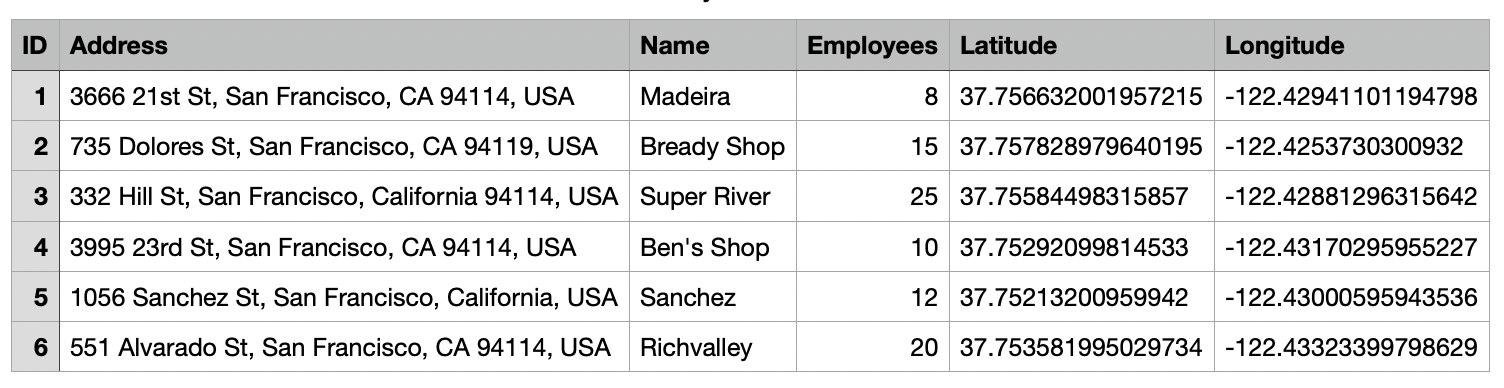 ID Address Name Employees Latitude Longitude
1 3666 21st St, San Francisco, CA 94114, USA Madeira 8 37.756632001957215 -122.42941101194798
2 735 Dolores St, San Francisco, CA 94119, USA Bready Shop 15 37.757828979640195 -122.4253730300932
3 332 Hill St, San Francisco, California 94114, USA Super River 25 37.75584498315857 -122.42881296315642
4 3995 23rd St, San Francisco, CA 94114, USA Ben's Shop 10 37.75292099814533 -122.43170295955227
5 1056 Sanchez St, San Francisco, California, USA Sanchez 12 37.75213200959942 -122.43000595943536
6 551 Alvarado St, San Francisco, CA 94114, USA Richvalley 20 37.753581995029734 -122.43323399798629